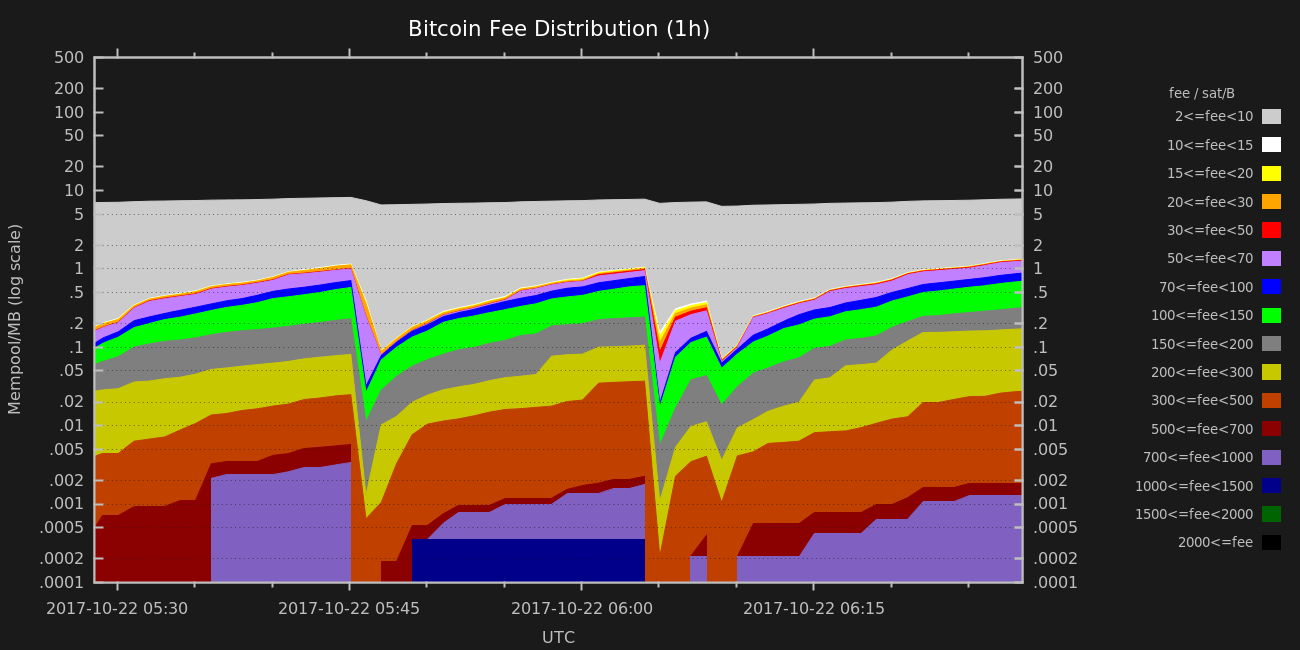 Bitcoin Fee Distribution (1h)
Mempool/MB (log scale)
500
200
100
50
20
10
5
2
1
.5
.2
.1
.05
.02
.01
.005
.002
.001
.0005
.0002
.0001
500
200
100
50
20
10
5
2
1
.5
.2
.1
.05
.02
.01
.005
.002
.001
.0005
.0002
.0001
2017-10-22 05:30
2017-10-22 05:45
2017-10-22 06:00
2017-10-22 06:15
UTC
fee / sat/B
2<=fee<10
10<=fee<15
15<=fee<20
20<=fee<30
30<=fee<50
50<=fee<70
70<=fee<100
100<=fee<150
150<=fee<200
200<=fee<300
300<=fee<500
500<=fee<700
700<=fee<1000
1000<=fee<1500
1500<=fee<2000
2000<=fee